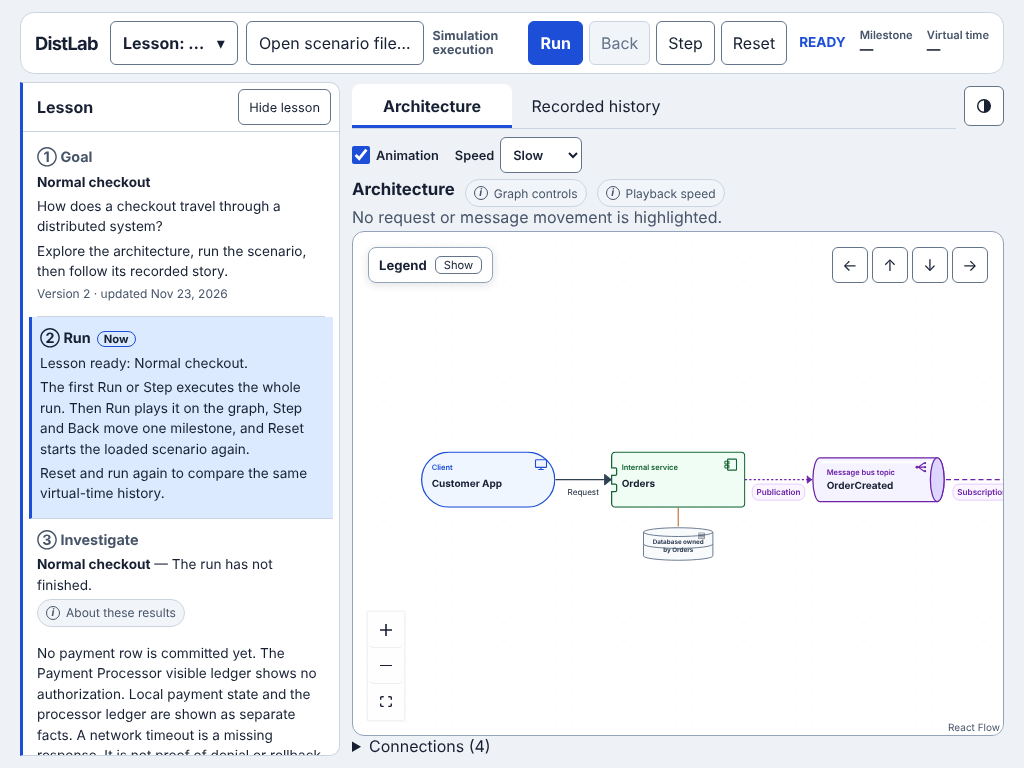 DistLab
Lesson: ...
Open scenario file...
Simulation execution
Run
Back
Step
Reset
READY
Milestone
—
Virtual time
—
Lesson
Hide lesson
1 Goal
Normal checkout
How does a checkout travel through a
distributed system?
Explore the architecture, run the scenario,
then follow its recorded story.
Version 2 · updated Nov 23, 2026
2 Run Now
Lesson ready: Normal checkout.
The first Run or Step executes the whole
run. Then Run plays it on the graph, Step
and Back move one milestone, and Reset
starts the loaded scenario again.
Reset and run again to compare the same
virtual-time history.
3 Investigate
Normal checkout — The run has not
finished.
About these results
No payment row is committed yet. The
Payment Processor visible ledger shows no
authorization. Local payment state and the
processor ledger are shown as separate
facts. A network timeout is a missing
response. It is not proof of denial or rollback
Architecture
Recorded history
Animation
Speed
Slow
Architecture
Graph controls
Playback speed
No request or message movement is highlighted.
Legend
Show
Client
Customer App
Request
Internal service
Orders
Publication
Message bus topic
OrderCreated
Subscription
Database owned
by Orders
React Flow
Connections (4)